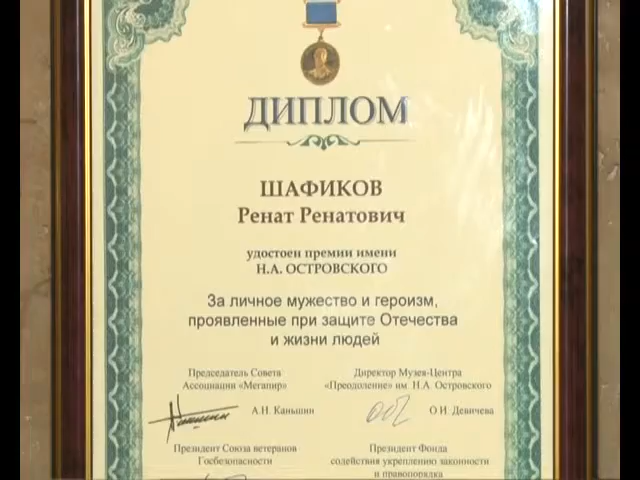 ДИПЛОМ
ШАФИКОВ
Ренат Ренатович
удостоен премии имени
Н.А. ОСТРОВСКОГО
За личное мужество и героизм,
проявленные при защите Отечества
и жизни людей
Председатель Совета
Ассоциации «Мегапир»
А.Н. Каньшин
Директор Музея-Центра
«Преодоление» им. Н.А. Островского
О.И. Девичева
Президент Союза ветеранов
Госбезопасности
Президент Фонда
содействия укреплению законности
и правопорядка